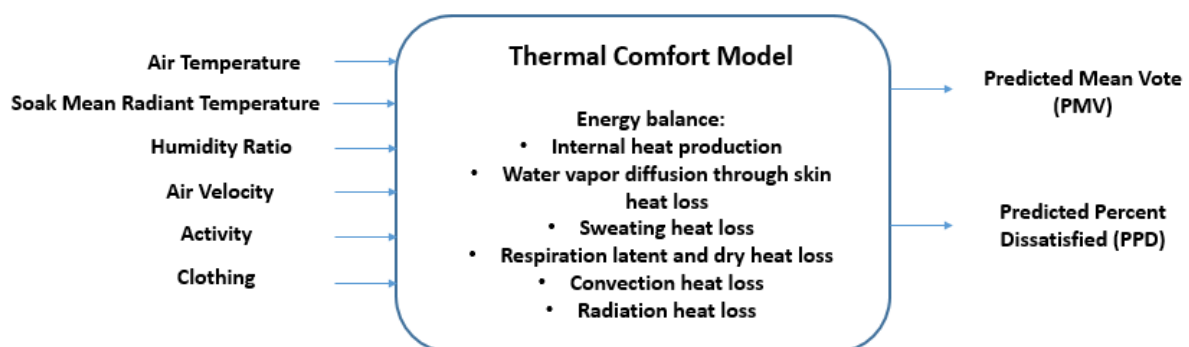 Air Temperature
Soak Mean Radiant Temperature
Humidity Ratio
Air Velocity
Activity
Clothing
Thermal Comfort Model
Energy balance:
• Internal heat production
• Water vapor diffusion through skin
heat loss
• Sweating heat loss
• Respiration latent and dry heat loss
• Convection heat loss
• Radiation heat loss
Predicted Mean Vote
(PMV)
Predicted Percent
Dissatisfied (PPD)